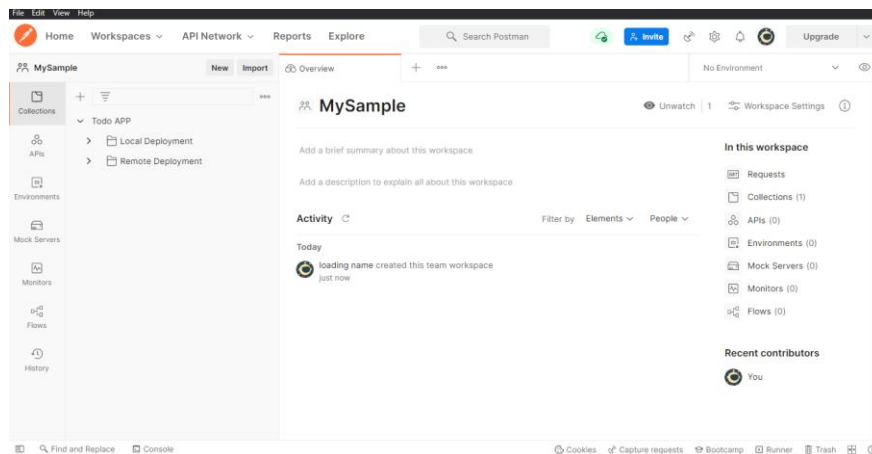 File Edit View Help
Home Workspaces API Network Reports Explore Search Postman Invite Upgrade
MySample New Import Overview No Environment
Collections
APIs
Environments
Mock Servers
Monitors
Flows
History
Todo APP
Local Deployment
Remote Deployment
MySample Unwatch 1 Workspace Settings
Add a brief summary about this workspace
Add a description to explain all about this workspace
Activity Filter by Elements People
Today
loading name created this team workspace
just now
In this workspace
GET Requests
Collections (1)
APIs (0)
Environments (0)
Mock Servers (0)
Monitors (0)
Flows (0)
Recent contributors
You
Find and Replace Console Cookies Capture requests Bootcamp Runner Trash